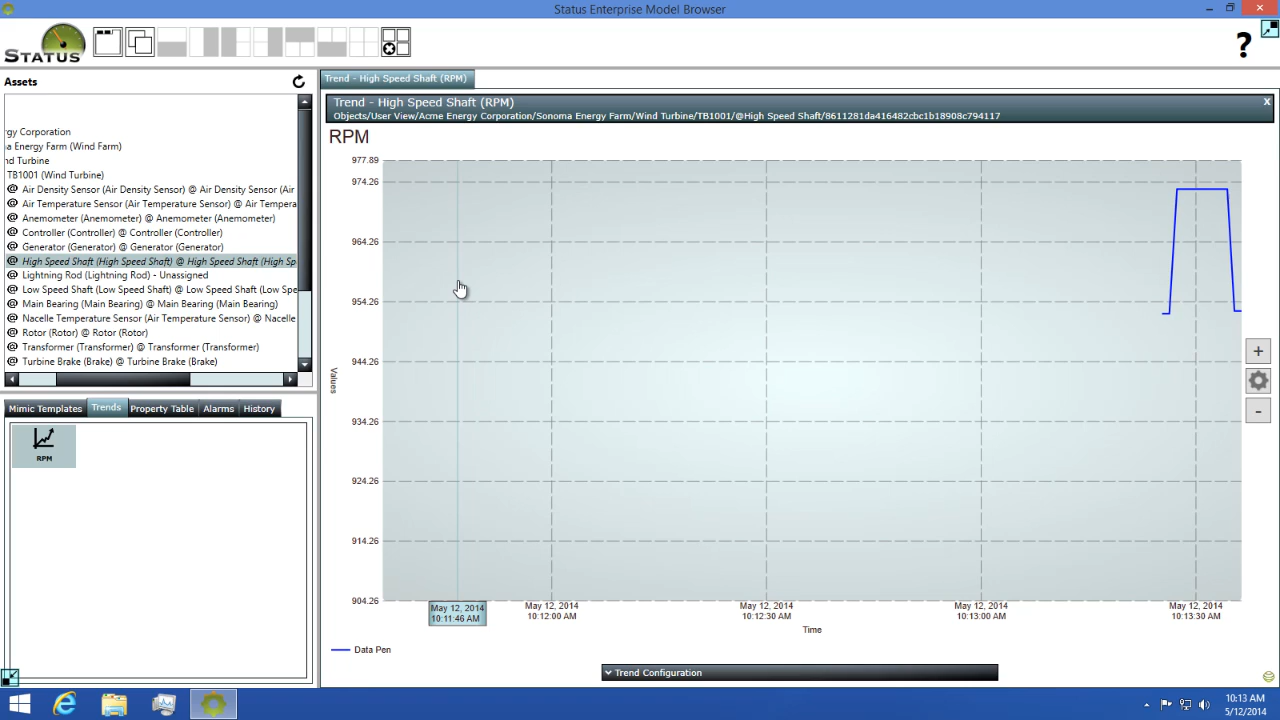 Status Enterprise Model Browser
STATUS
?
Assets
Trend - High Speed Shaft (RPM)
Trend - High Speed Shaft (RPM)
X
Objects/User View/Acme Energy Corporation/Sonoma Energy Farm/Wind Turbine/TB1001/@High Speed Shaft/8611281da416482cbc1b18908c794117
rgy Corporation
a Energy Farm (Wind Farm)
nd Turbine
TB1001 (Wind Turbine)
@ Air Density Sensor (Air Density Sensor) @ Air Density Sensor (Air
@ Air Temperature Sensor (Air Temperature Sensor) @ Air Tempera
@ Anemometer (Anemometer) @ Anemometer (Anemometer)
@ Controller (Controller) @ Controller (Controller)
@ Generator (Generator) @ Generator (Generator)
@ High Speed Shaft (High Speed Shaft) @ High Speed Shaft (High Sp
@ Lightning Rod (Lightning Rod) - Unassigned
@ Low Speed Shaft (Low Speed Shaft) @ Low Speed Shaft (Low Spe
@ Main Bearing (Main Bearing) @ Main Bearing (Main Bearing)
@ Nacelle Temperature Sensor (Air Temperature Sensor) @ Nacelle
@ Rotor (Rotor) @ Rotor (Rotor)
@ Transformer (Transformer) @ Transformer (Transformer)
@ Turbine Brake (Brake) @ Turbine Brake (Brake)
Mimic Templates
Trends
Property Table
Alarms
History
RPM
RPM
977.89
974.26
964.26
954.26
944.26
934.26
924.26
914.26
904.26
Values
May 12, 2014
10:11:46 AM
May 12, 2014
10:12:00 AM
May 12, 2014
10:12:30 AM
May 12, 2014
10:13:00 AM
May 12, 2014
10:13:30 AM
Time
Data Pen
Trend Configuration
+
-
10:13 AM
5/12/2014